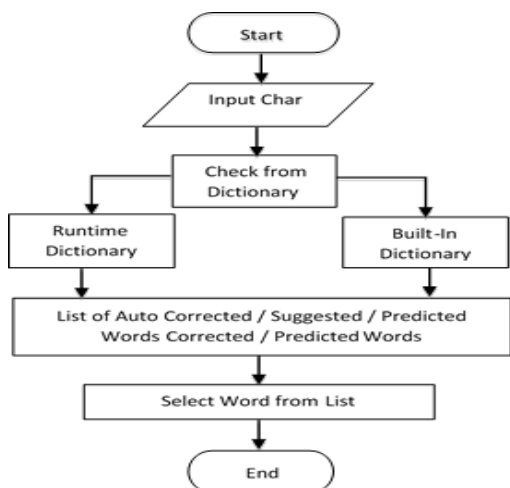 Start
Input Char
Check from
Dictionary
Runtime
Dictionary
Built-In
Dictionary
List of Auto Corrected / Suggested / Predicted
Words Corrected / Predicted Words
Select Word from List
End